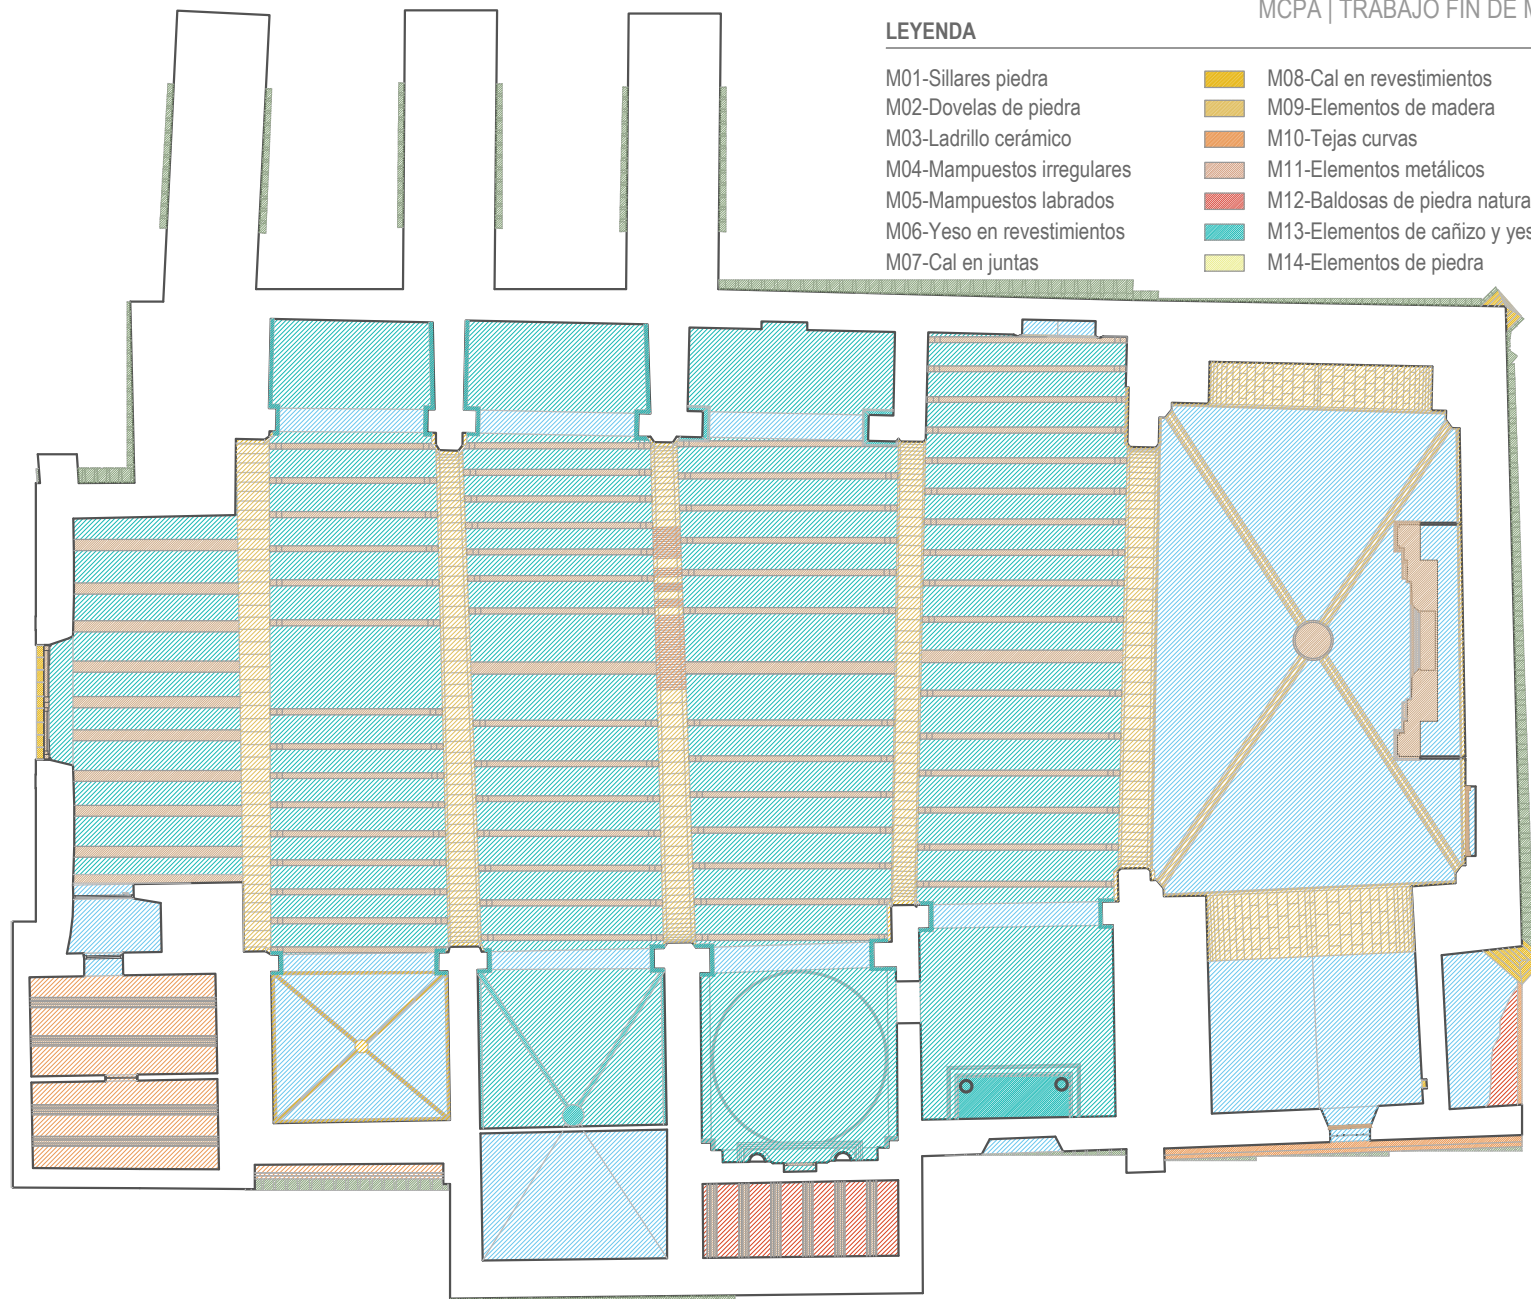 MCPA | TRABAJO FIN DE M
LEYENDA
M01-Sillares piedra
M02-Dovelas de piedra
M03-Ladrillo cerámico
M04-Mampuestos irregulares
M05-Mampuestos labrados
M06-Yeso en revestimientos
M07-Cal en juntas
M08-Cal en revestimientos
M09-Elementos de madera
M10-Tejas curvas
M11-Elementos metálicos
M12-Baldosas de piedra natura
M13-Elementos de cañizo y yes
M14-Elementos de piedra